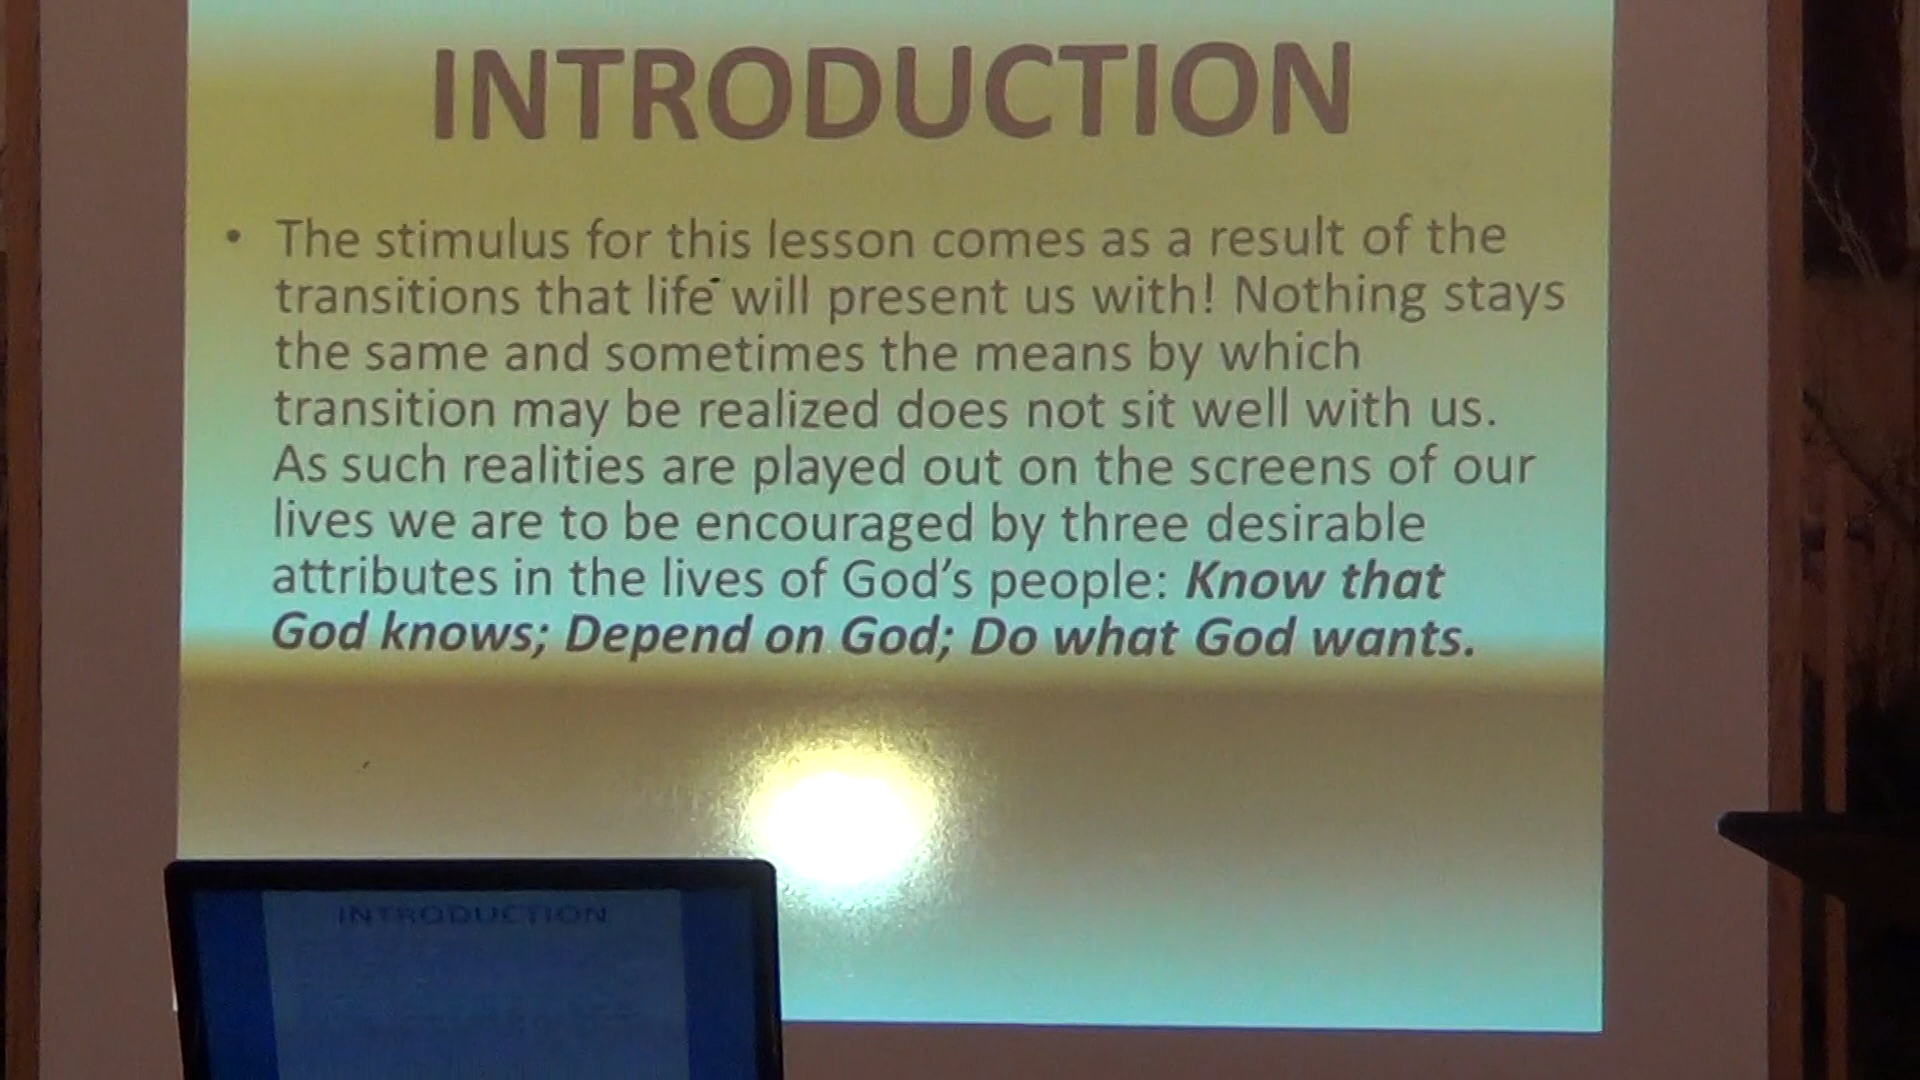 INTRODUCTION
• The stimulus for this lesson comes as a result of the
transitions that life will present us with! Nothing stays
the same and sometimes the means by which
transition may be realized does not sit well with us.
As such realities are played out on the screens of our
lives we are to be encouraged by three desirable
attributes in the lives of God's people: Know that
God knows; Depend on God; Do what God wants.
INTRODUCTION